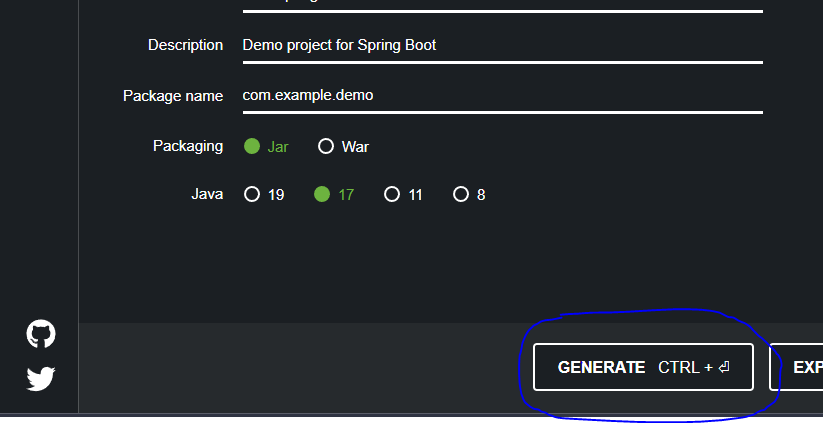 Description Demo project for Spring Boot
Package name com.example.demo
Packaging Jar War
Java 19 17 11 8
GENERATE CTRL + ⏎ EXP